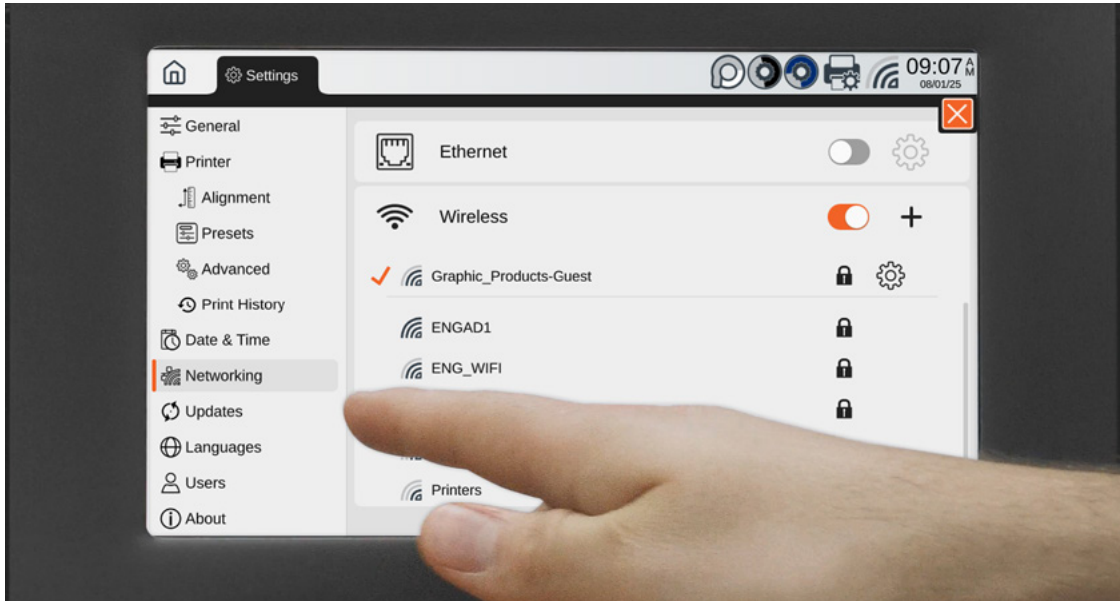 Settings
09:07 AM
08/01/25
General
Printer
Alignment
Presets
Advanced
Print History
Date & Time
Networking
Updates
Languages
Users
About
Ethernet
Wireless
Graphic_Products-Guest
ENGAD1
ENG_WIFI
Printers